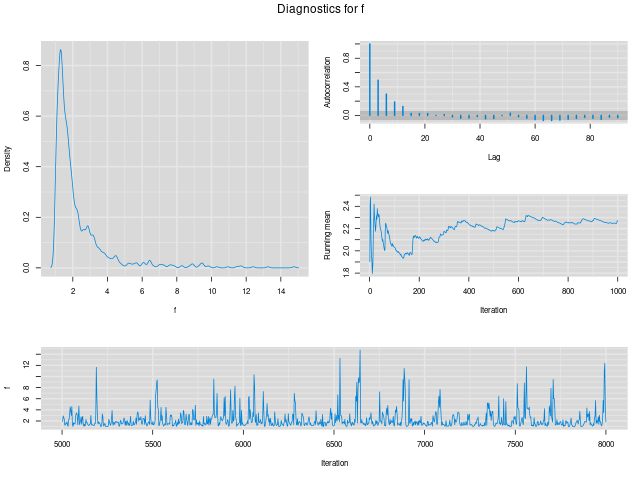 Diagnostics for f
Density
0.0 0.2 0.4 0.6 0.8
2 4 6 8 10 12 14
f
Autocorrelation
0.0 0.4 0.8
0 20 40 60 80
Lag
Running mean
1.8 2.0 2.2 2.4
0 200 400 600 800 1000
Iteration
f
2 4 6 8 12
5000 5500 6000 6500 7000 7500 8000
Iteration